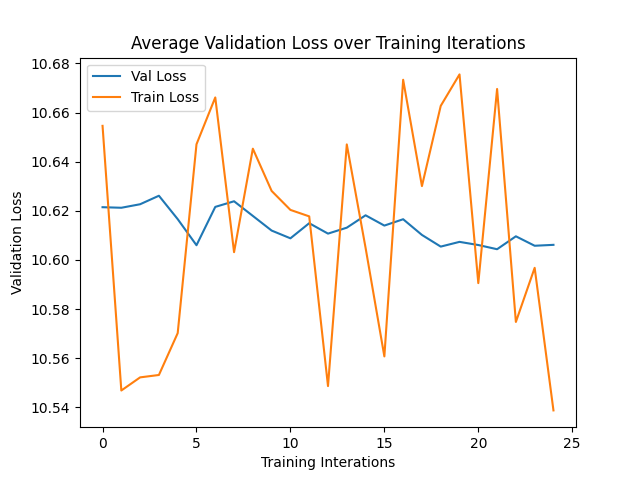 Average Validation Loss over Training Iterations
Val Loss
Train Loss
10.68
10.66
10.64
10.62
10.60
10.58
10.56
10.54
Validation Loss
0
5
10
15
20
25
Training Interations